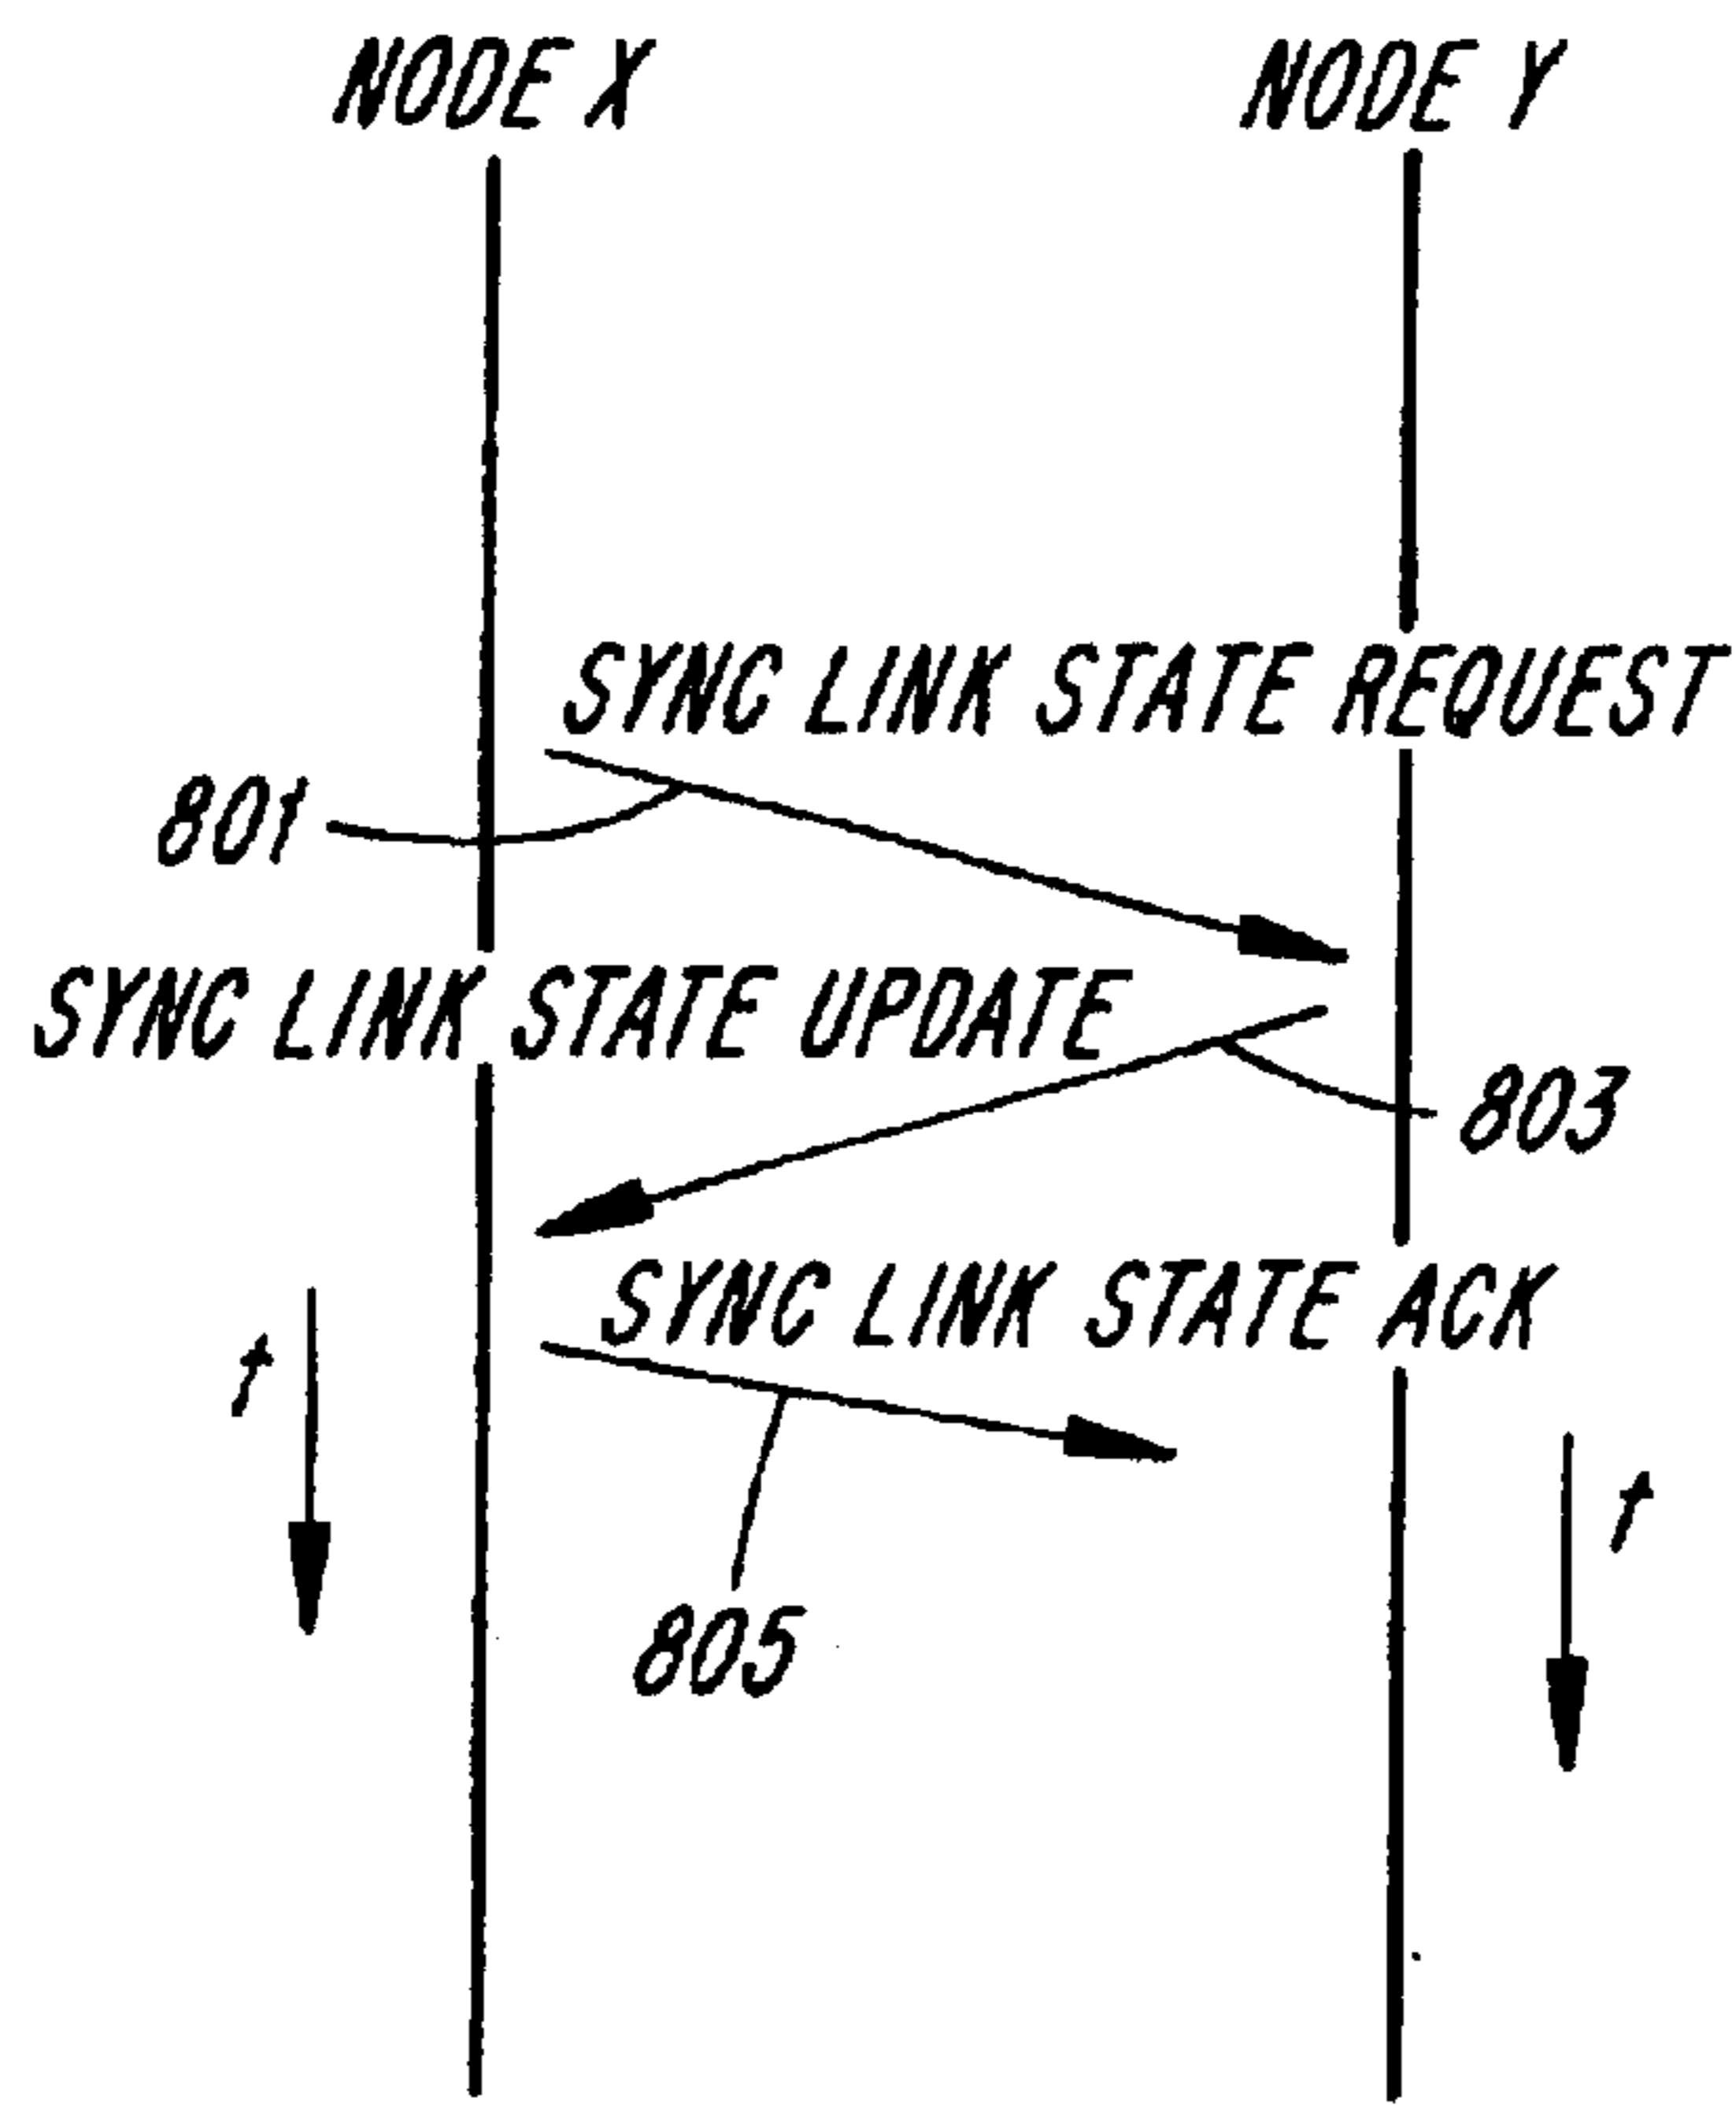 NODE X NODE Y
SYNC LINK STATE REQUEST
801
SYNC LINK STATE UPDATE
803
SYNC LINK STATE ACK
t
t
805